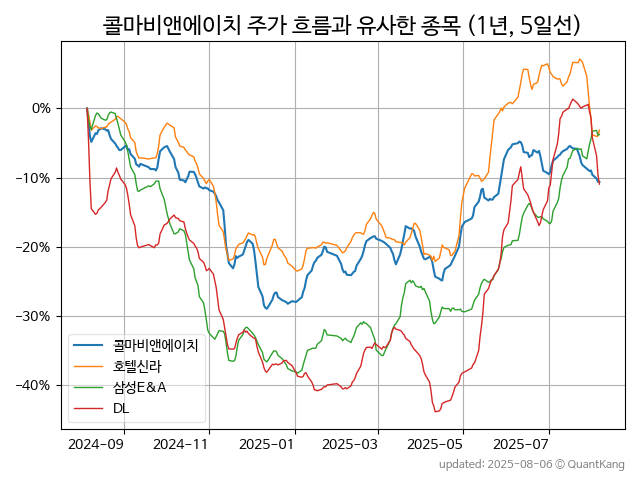 콜마비앤에이치 주가 흐름과 유사한 종목 (1년, 5일선)
0%
−10%
−20%
−30%
−40%
콜마비앤에이치
호텔신라
삼성E&A
DL
2024-09 2024-11 2025-01 2025-03 2025-05 2025-07
updated: 2025-08-06 © QuantKang